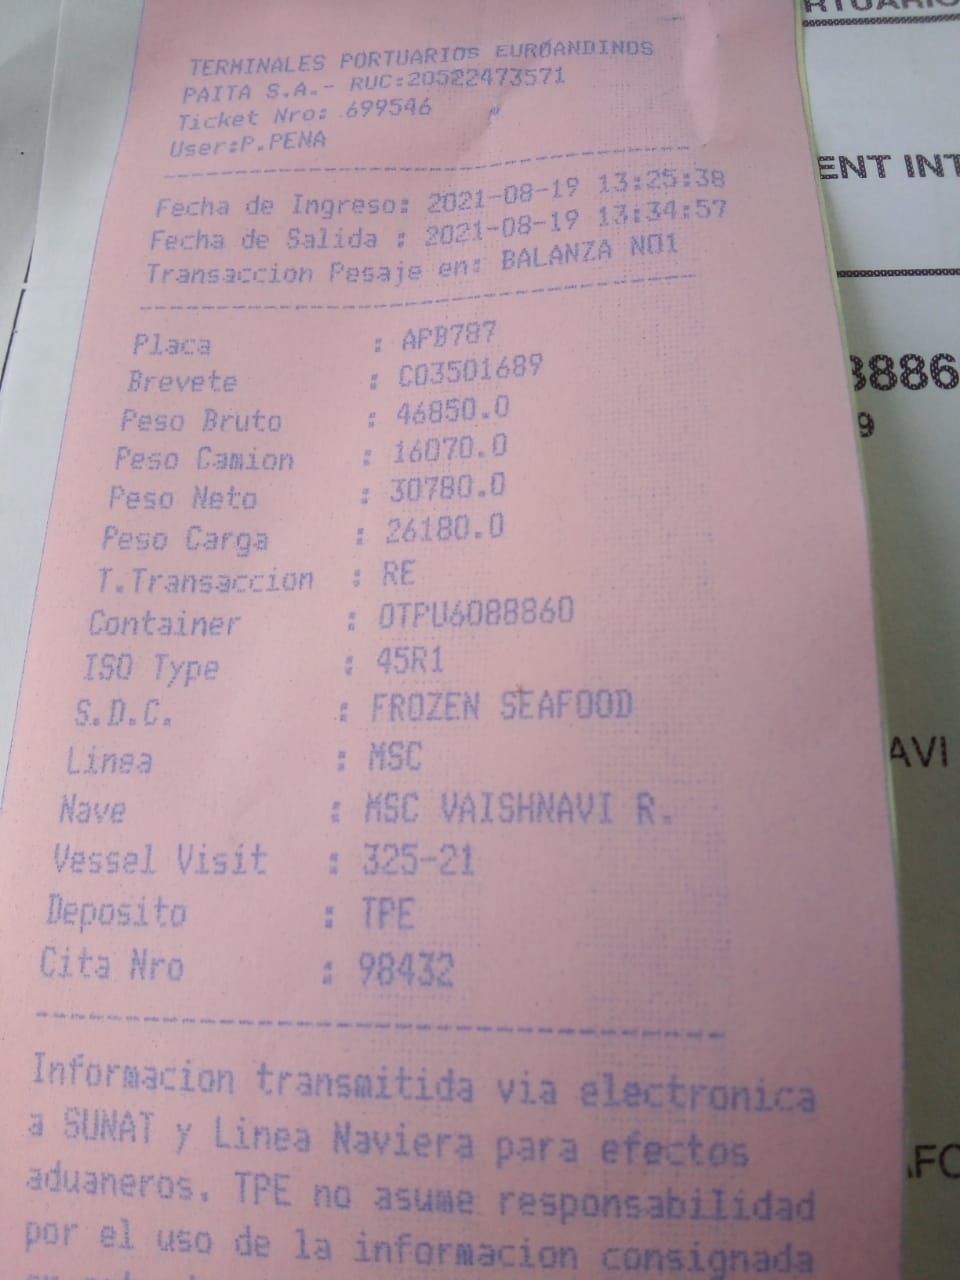 TERMINALES PORTUARIOS EUROANDINOS
PAITA S.A.- RUC:20522473571
Ticket Nro: 699546
User:P.PENA
Fecha de Ingreso: 2021-08-19 13:25:38
Fecha de Salida : 2021-08-19 13:34:57
Transaccion Pesaje en: BALANZA NO1
Placa : APB787
Brevete : C03501689
Peso Bruto : 46850.0
Peso Camion : 16070.0
Peso Neto : 30780.0
Peso Carga : 26180.0
T.Transaccion : RE
Container : OTPU6088860
ISO Type : 45R1
S.D.C. : FROZEN SEAFOOD
Linea : MSC
Nave : MSC VAISHNAVI R.
Vessel Visit : 325-21
Deposito : TPE
Cita Nro : 98432
Informacion transmitida via electronica
a SUNAT y Linea Naviera para efectos
aduaneros. TPE no asume responsabilidad
por el uso de la informacion consignada
ENT INT
8886
9
AVI